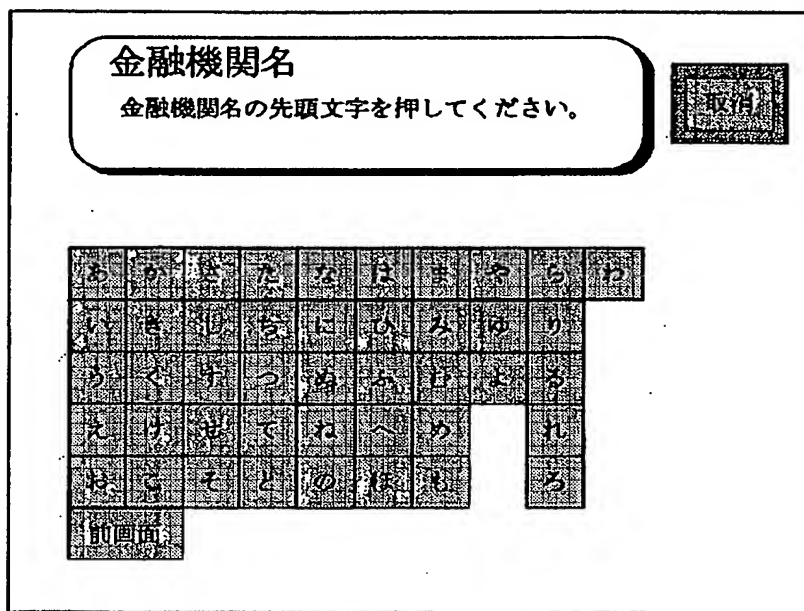 金融機関名
金融機関名の先頭文字を押してください。
取消
あ か さ た な は ま や ら わ
い き し ち に ひ み ゆ り
う く す つ ぬ ふ む よ る
え け せ て ね へ め れ
お こ そ と の ほ も ろ
前画面